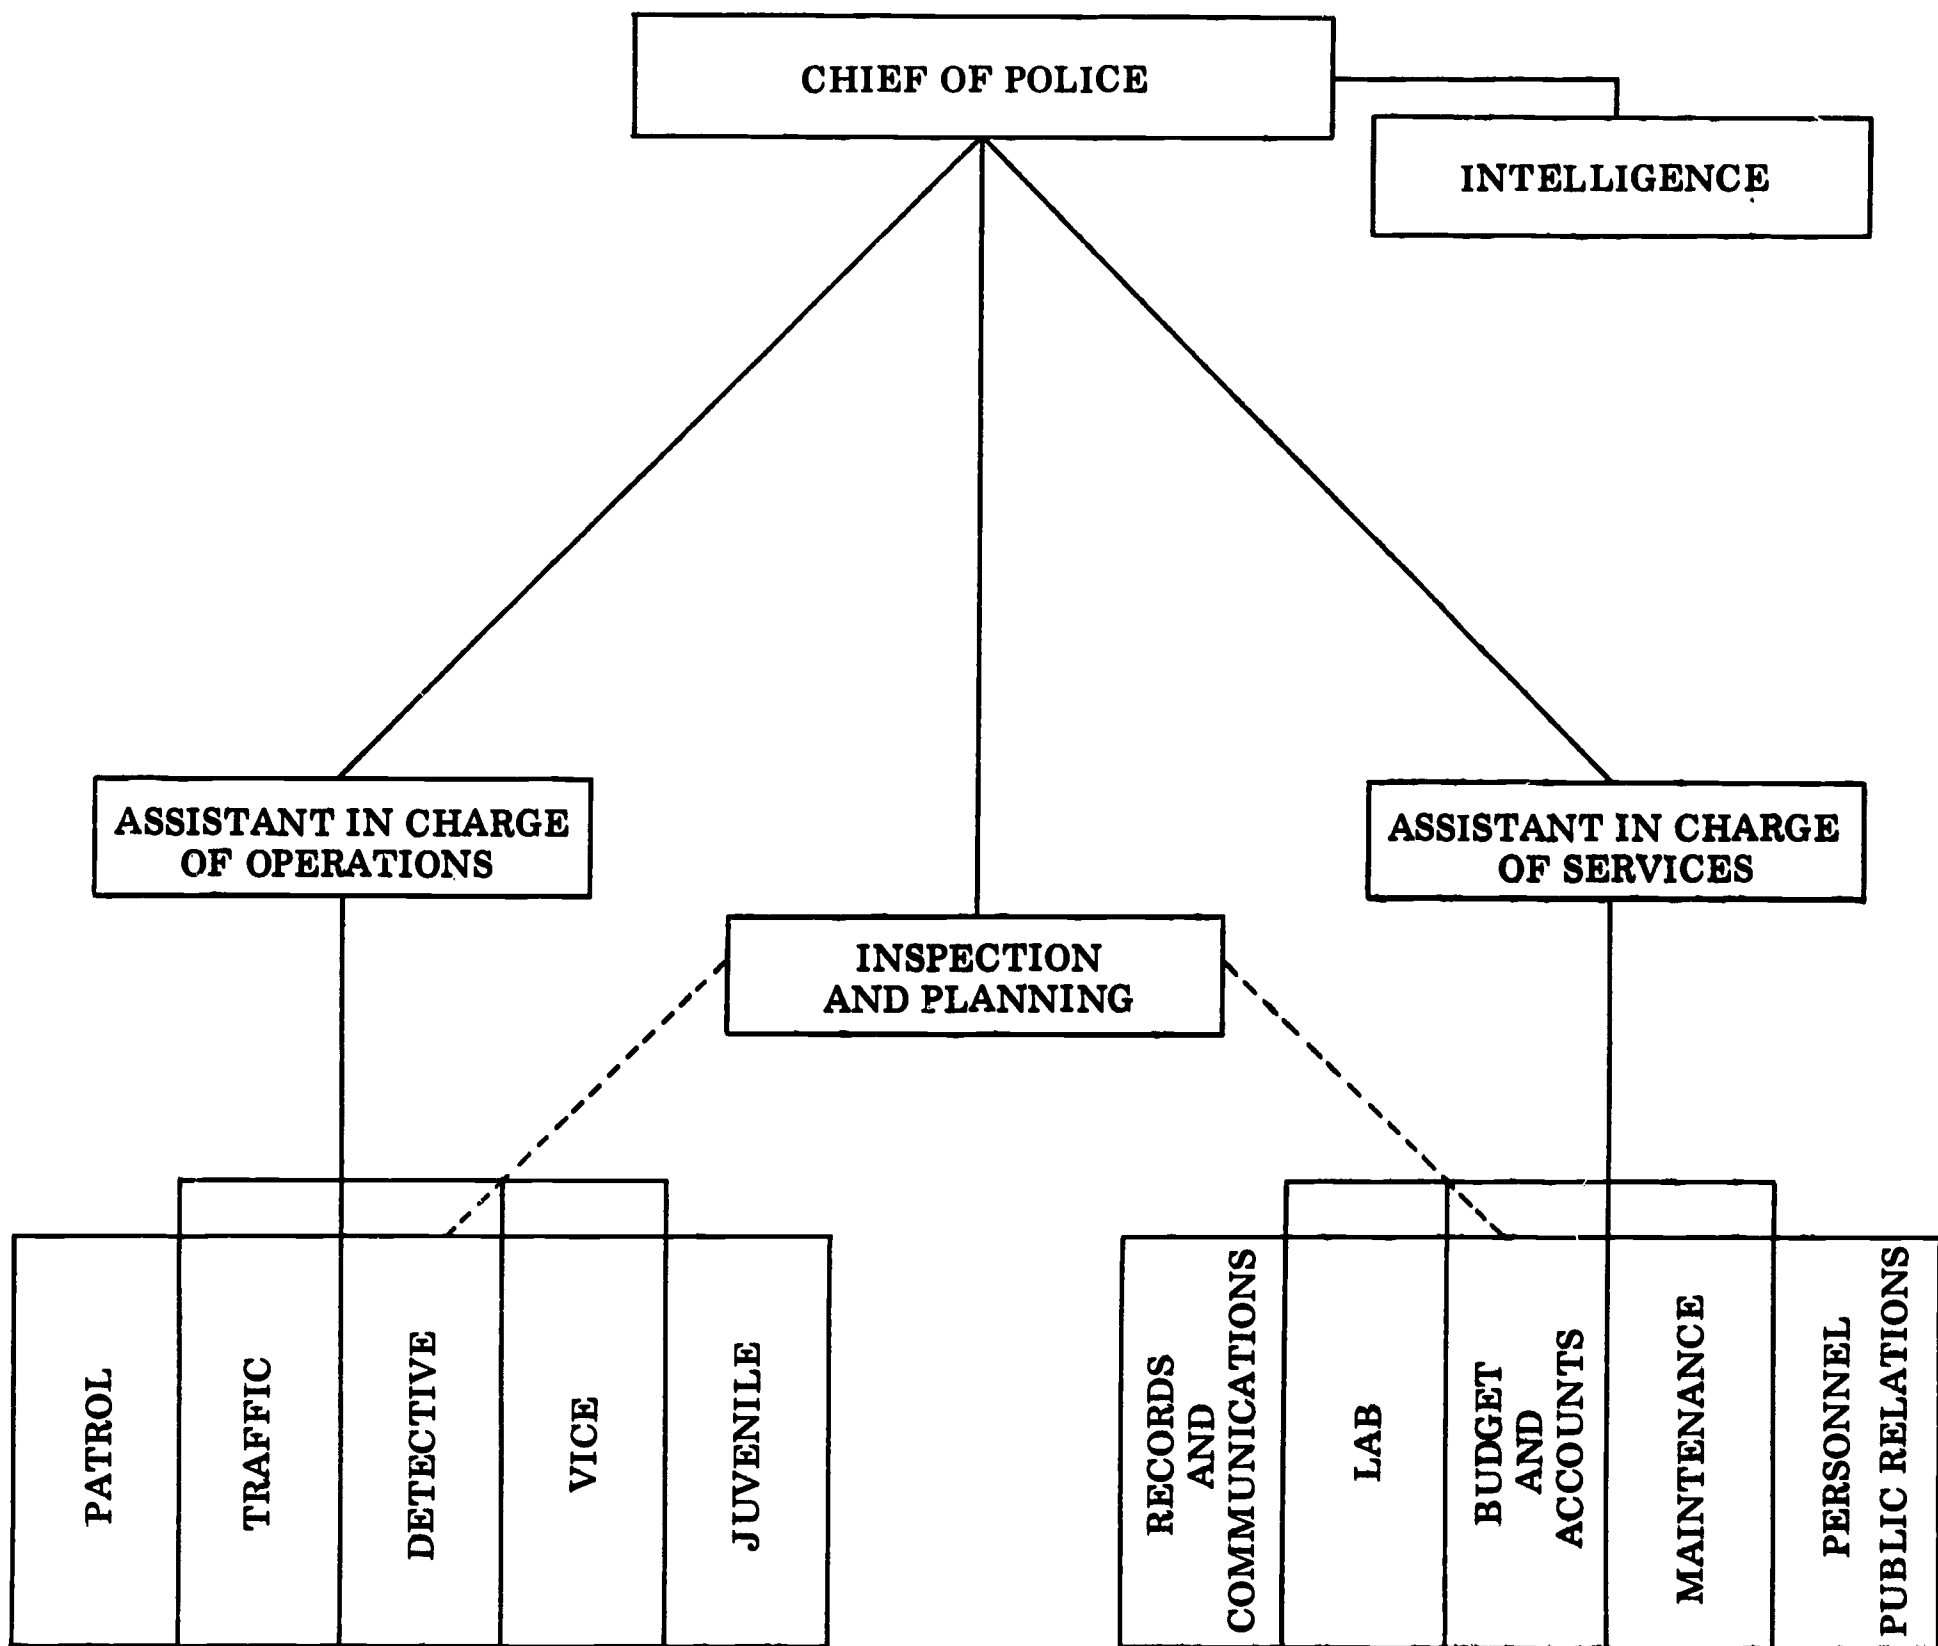 CHIEF OF POLICE
INTELLIGENCE
ASSISTANT IN CHARGE
OF OPERATIONS
ASSISTANT IN CHARGE
OF SERVICES
INSPECTION
AND PLANNING
PATROL
TRAFFIC
DETECTIVE
VICE
JUVENILE
RECORDS
AND
COMMUNICATIONS
LAB
BUDGET
AND
ACCOUNTS
MAINTENANCE
PERSONNEL
PUBLIC RELATIONS